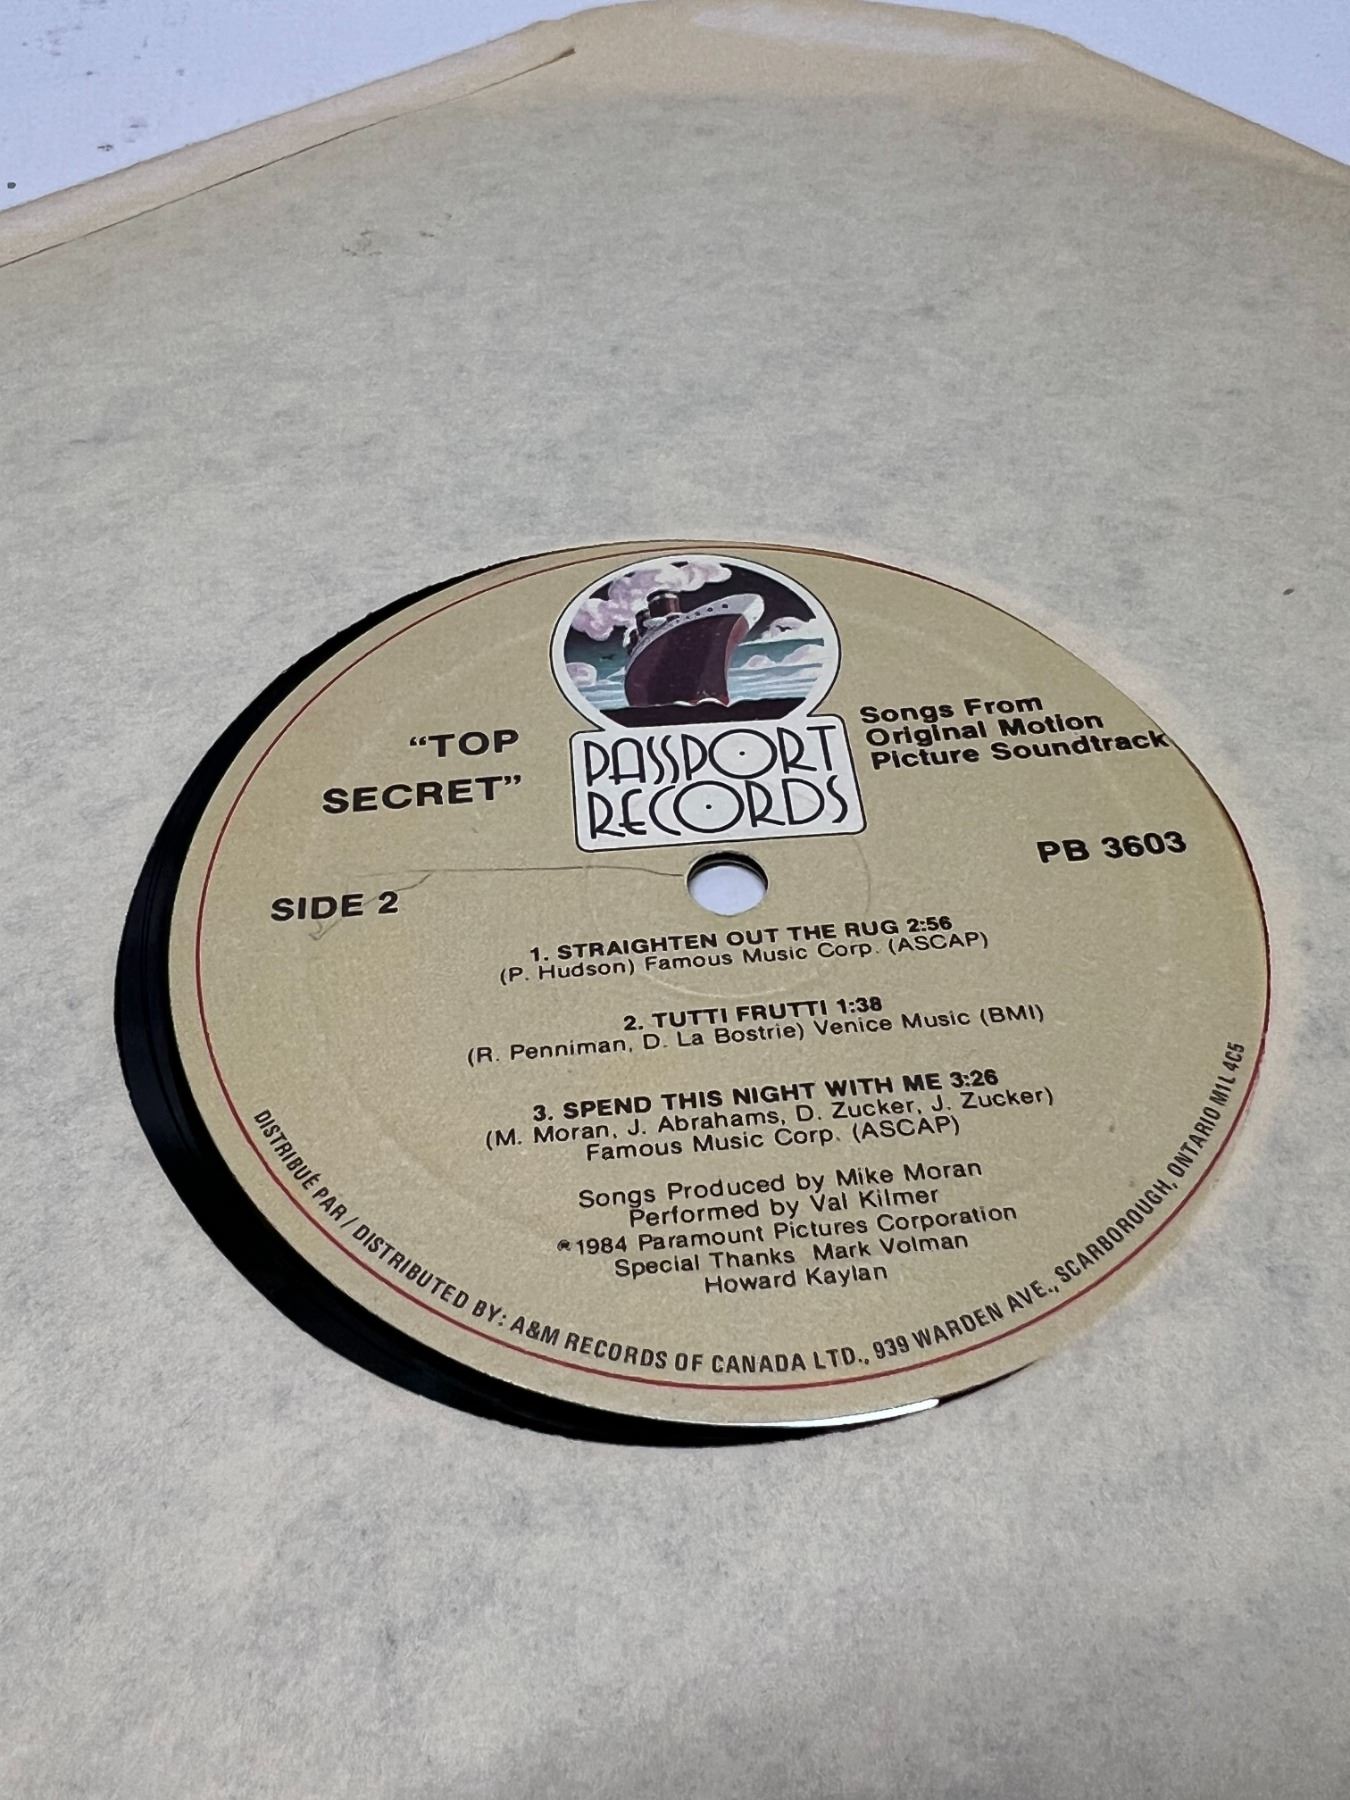 "TOP
SECRET"
PASSPORT
RECORDS
Songs From
Original Motion
Picture Soundtrack
PB 3603
SIDE 2
1. STRAIGHTEN OUT THE RUG 2:56
(P. Hudson) Famous Music Corp. (ASCAP)
2. TUTTI FRUTTI 1:38
(R. Penniman, D. La Bostrie) Venice Music (BMI)
3. SPEND THIS NIGHT WITH ME 3:26
(M. Moran, J. Abrahams, D. Zucker, J. Zucker)
Famous Music Corp. (ASCAP)
Songs Produced by Mike Moran
Performed by Val Kilmer
℗1984 Paramount Pictures Corporation
Special Thanks Mark Volman
Howard Kaylan
DISTRIBUÉ PAR / DISTRIBUTED BY: A&M RECORDS OF CANADA LTD., 939 WARDEN AVE., SCARBOROUGH, ONTARIO M1L 4C5